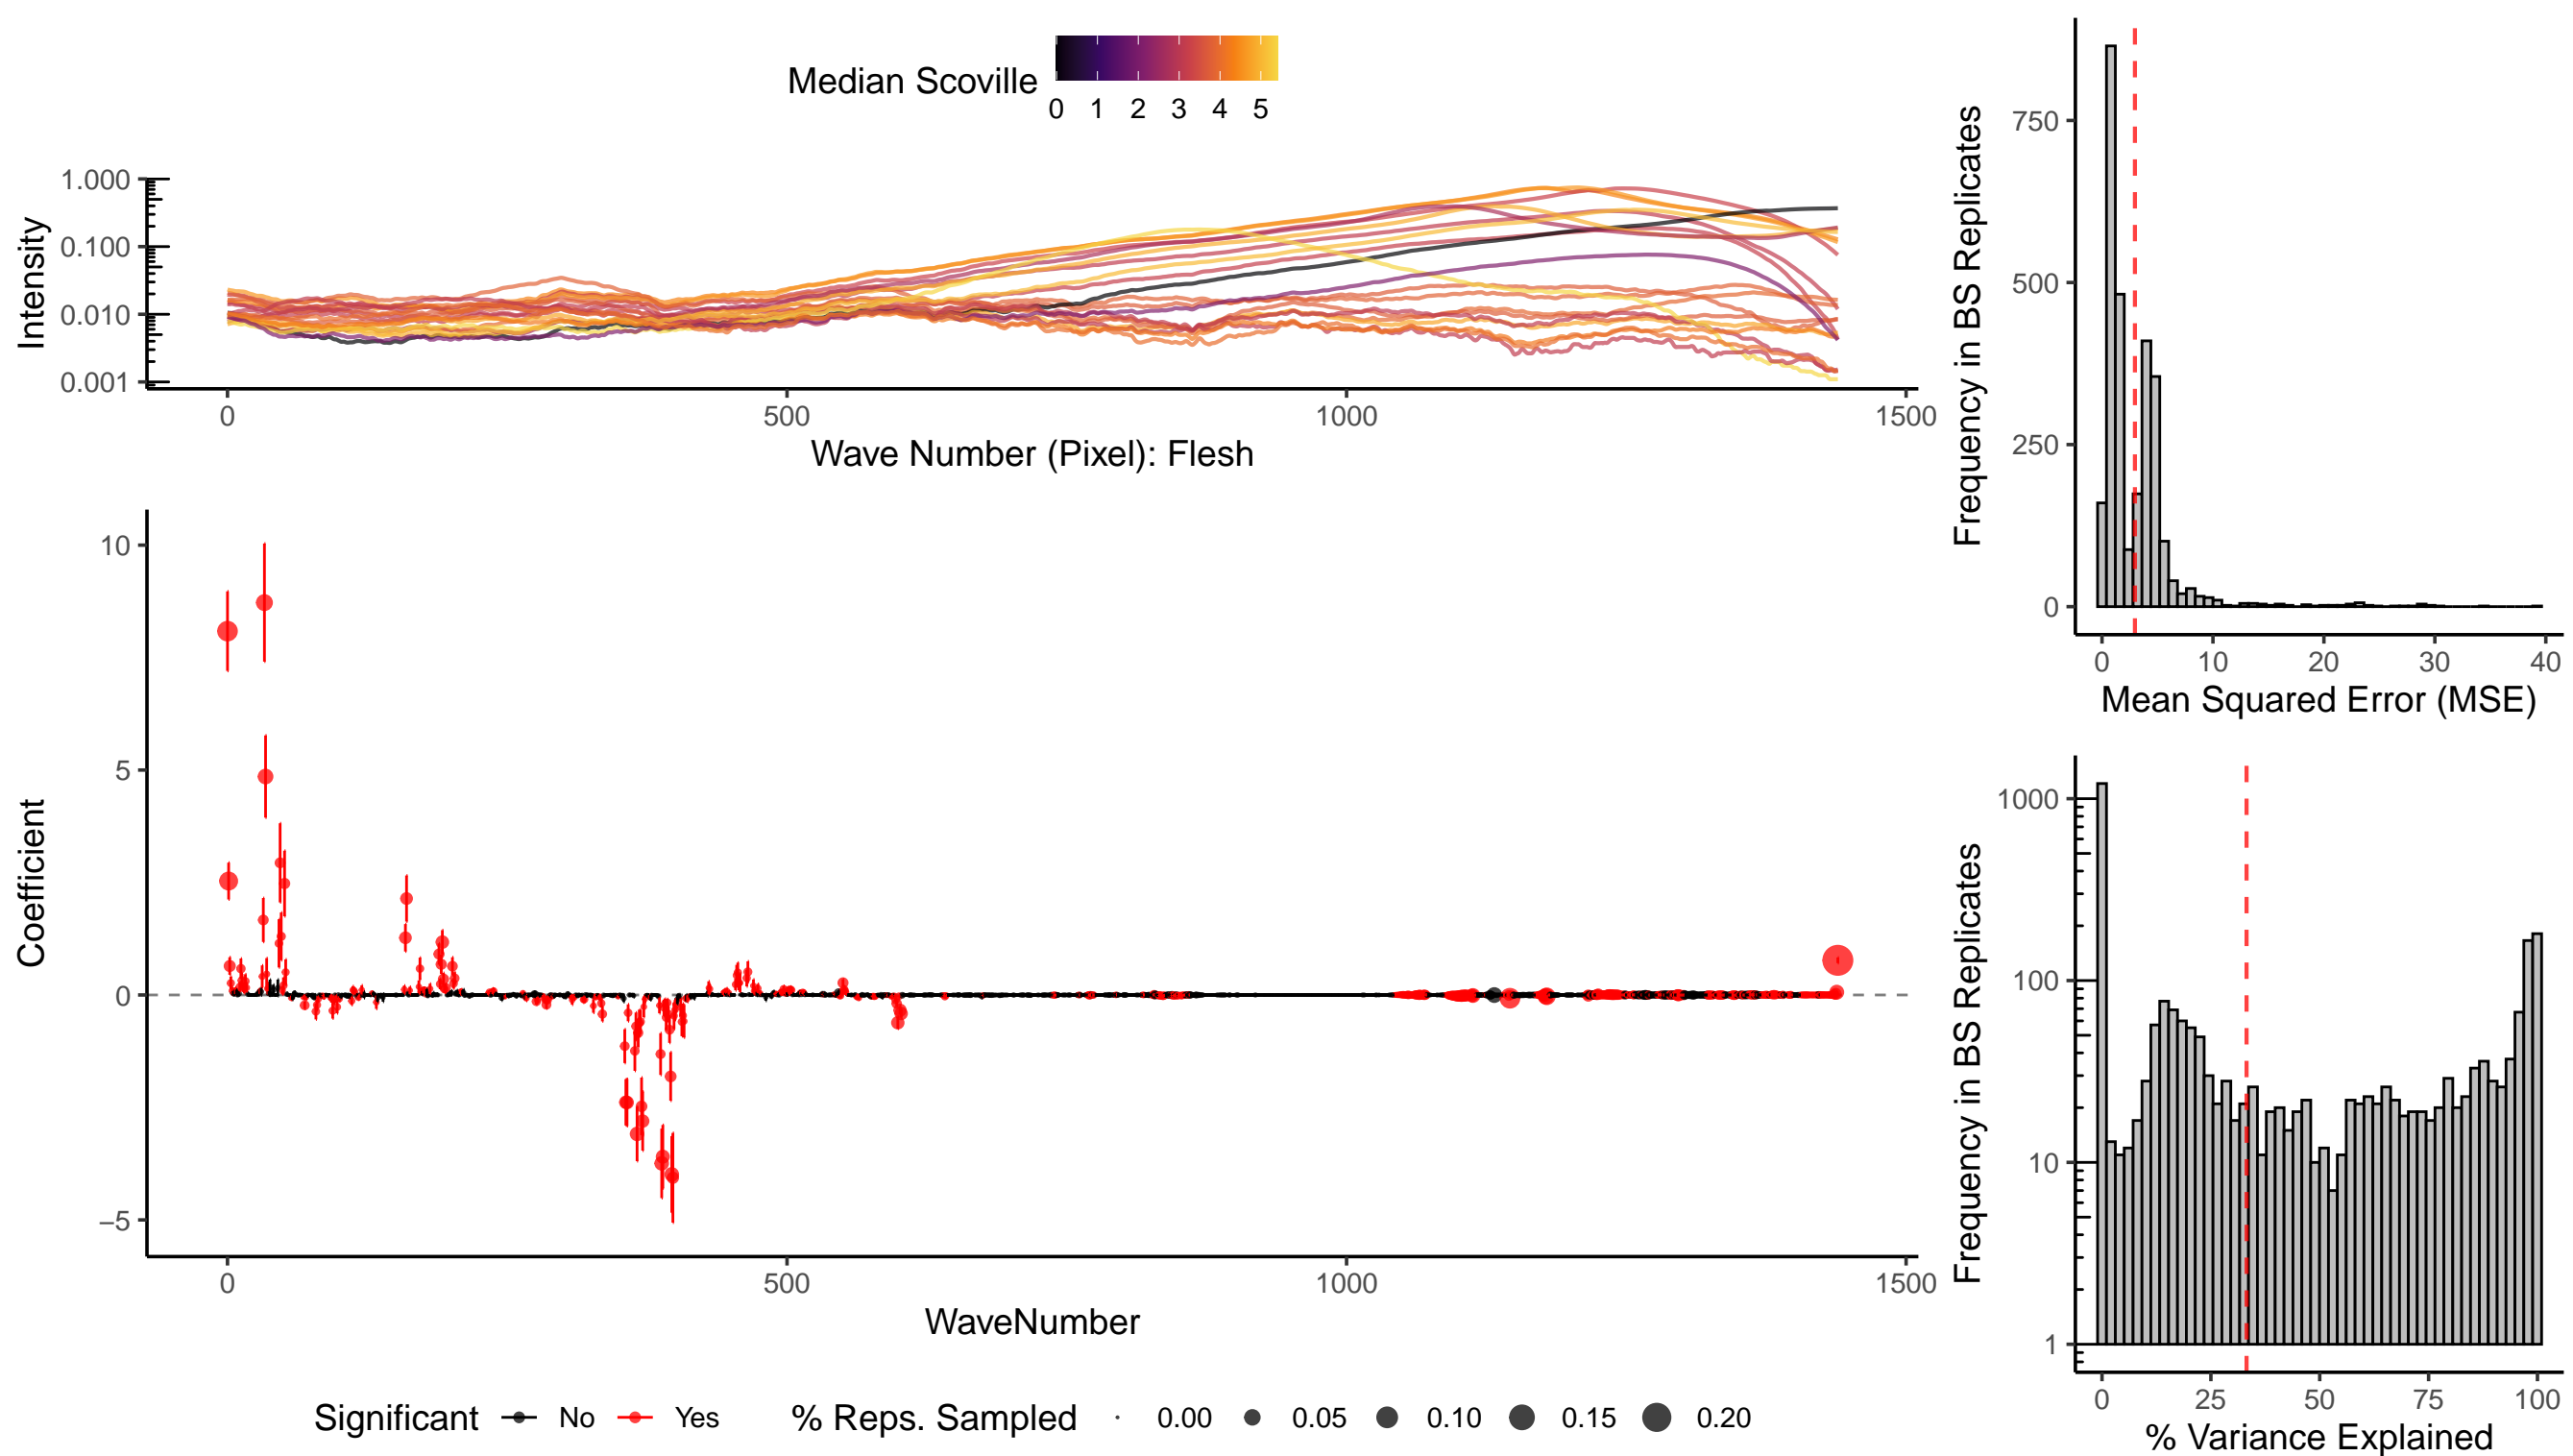 Median Scoville
0 1 2 3 4 5
Intensity
1.000
0.100
0.010
0.001
0 500 1000 1500
Wave Number (Pixel): Flesh
Coefficient
10
5
0
−5
0 500 1000 1500
WaveNumber
Significant No Yes % Reps. Sampled 0.00 0.05 0.10 0.15 0.20
Frequency in BS Replicates
750
500
250
0
0 10 20 30 40
Mean Squared Error (MSE)
Frequency in BS Replicates
1000
100
10
1
0 25 50 75 100
% Variance Explained